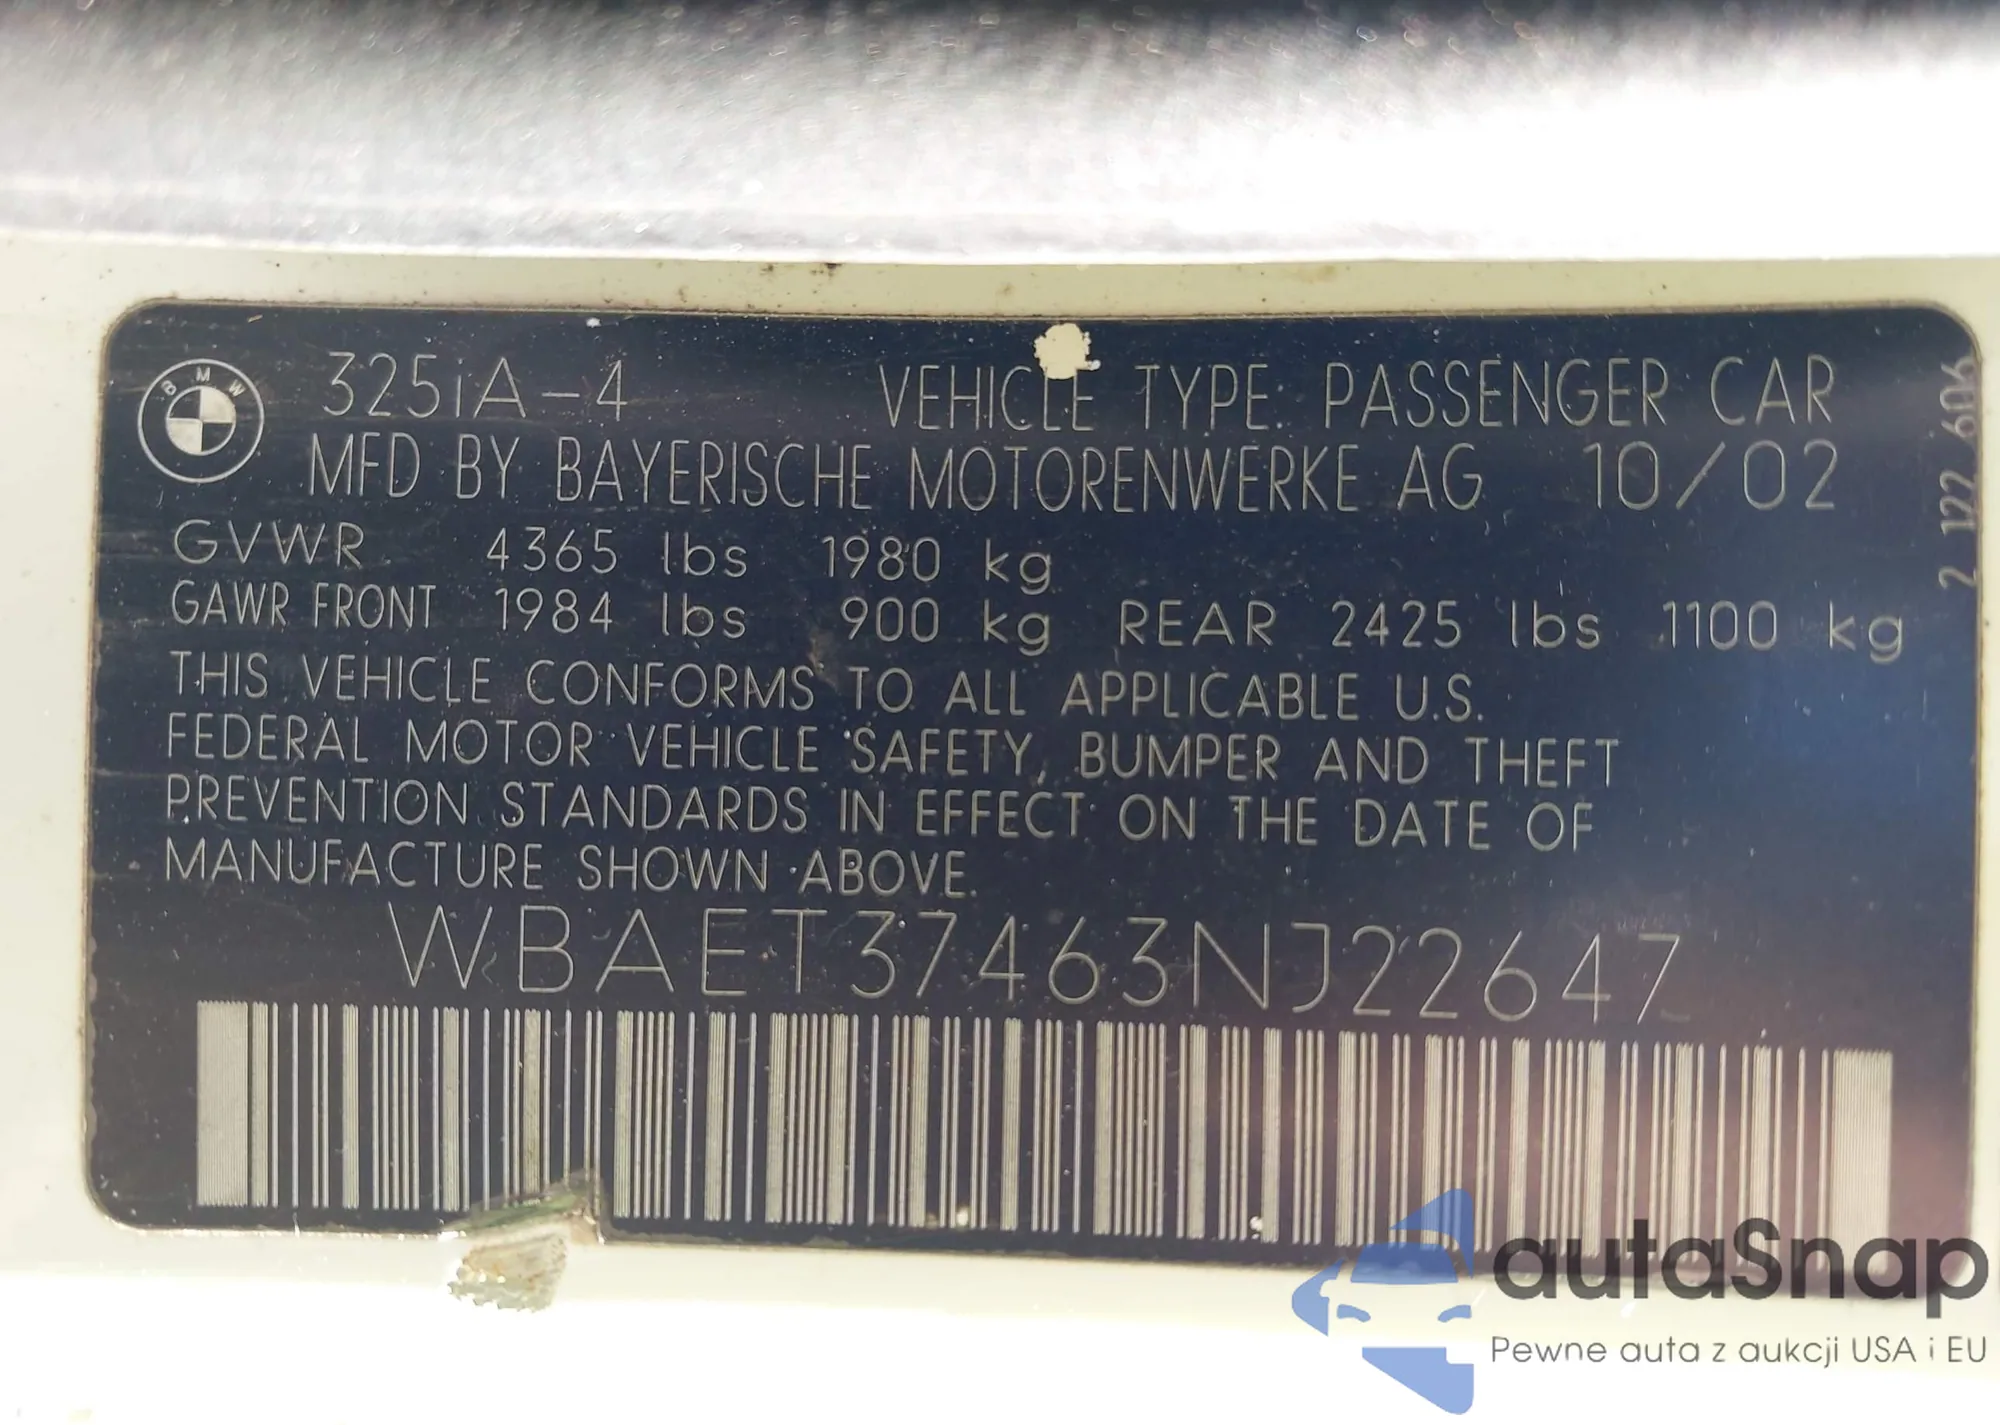 BMW
325iA-4 VEHICLE TYPE. PASSENGER CAR
MFD BY BAYERISCHE MOTORENWERKE AG 10/02
GVWR 4365 lbs 1980 kg
GAWR FRONT 1984 lbs 900 kg REAR 2425 lbs 1100 kg
THIS VEHICLE CONFORMS TO ALL APPLICABLE U.S.
FEDERAL MOTOR VEHICLE SAFETY, BUMPER AND THEFT
PREVENTION STANDARDS IN EFFECT ON THE DATE OF
MANUFACTURE SHOWN ABOVE.
WBAET37463NJ22647
2 122 606
autaSnap
Pewne auta z aukcji USA i EU